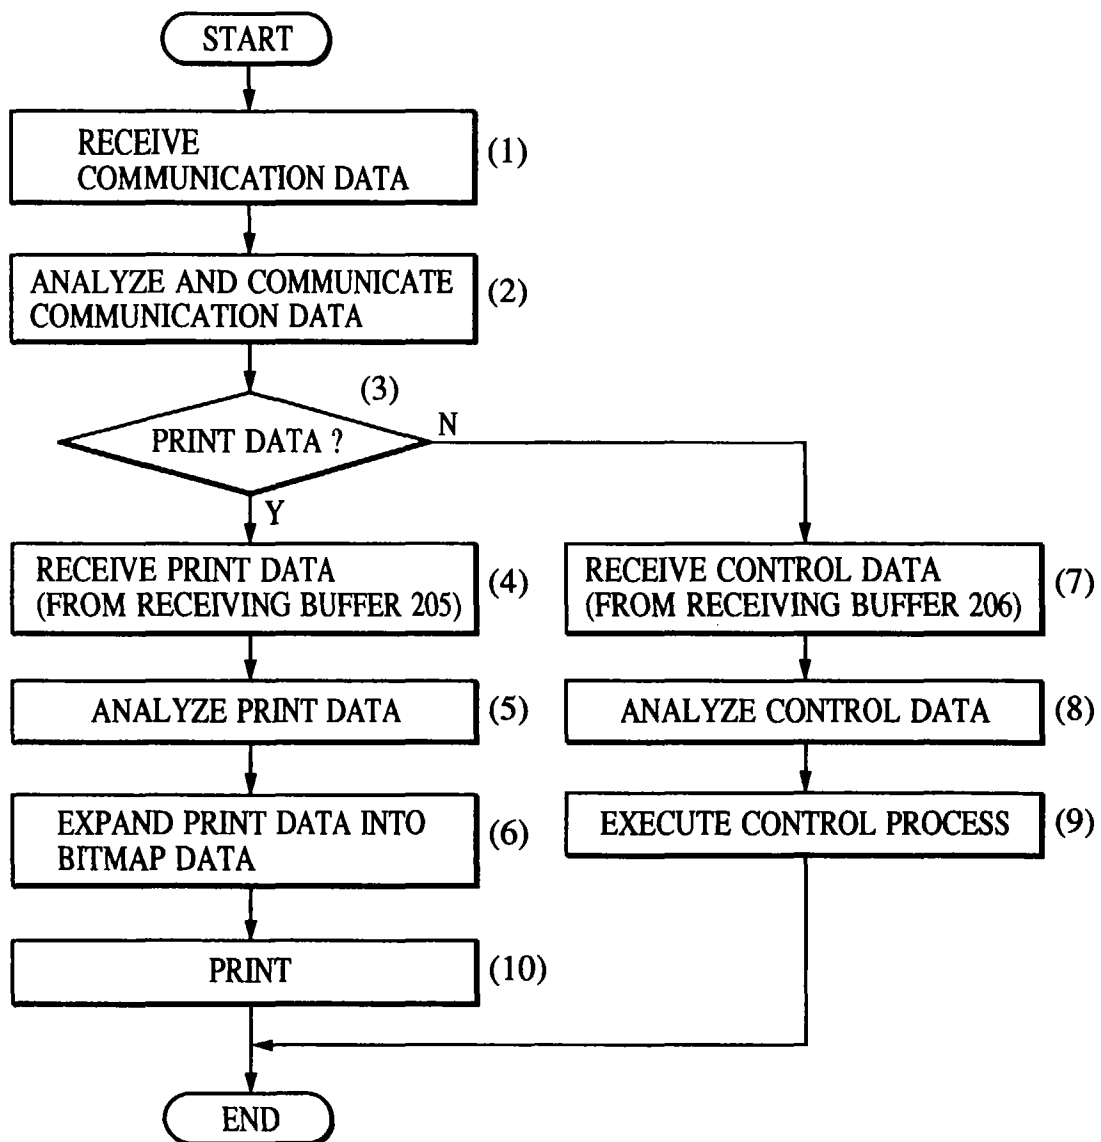 START
RECEIVE
COMMUNICATION DATA
(1)
ANALYZE AND COMMUNICATE
COMMUNICATION DATA
(2)
(3)
PRINT DATA ?
N
Y
RECEIVE PRINT DATA
(FROM RECEIVING BUFFER 205)
(4)
RECEIVE CONTROL DATA
(FROM RECEIVING BUFFER 206)
(7)
ANALYZE PRINT DATA
(5)
ANALYZE CONTROL DATA
(8)
EXPAND PRINT DATA INTO
BITMAP DATA
(6)
EXECUTE CONTROL PROCESS
(9)
PRINT
(10)
END